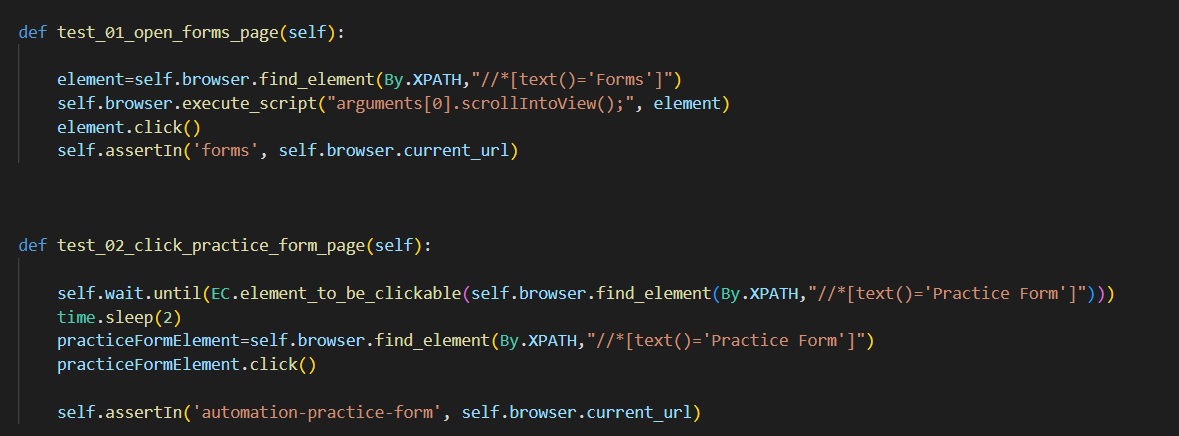 def test_01_open_forms_page(self):
element=self.browser.find_element(By.XPATH,"//*[text()='Forms']")
self.browser.execute_script("arguments[0].scrollIntoView();", element)
element.click()
self.assertIn('forms', self.browser.current_url)
def test_02_click_practice_form_page(self):
self.wait.until(EC.element_to_be_clickable(self.browser.find_element(By.XPATH,"//*[text()='Practice Form']")))
time.sleep(2)
practiceFormElement=self.browser.find_element(By.XPATH,"//*[text()='Practice Form']")
practiceFormElement.click()
self.assertIn('automation-practice-form', self.browser.current_url)